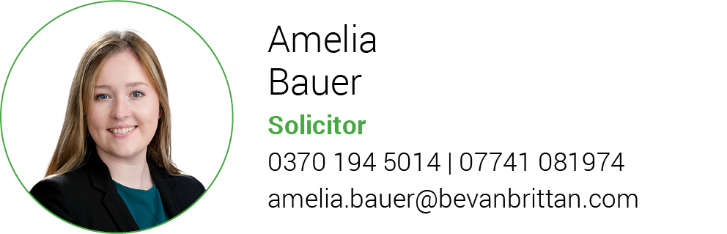 Amelia
Bauer
Solicitor
0370 194 5014 | 07741 081974
amelia.bauer@bevanbrittan.com